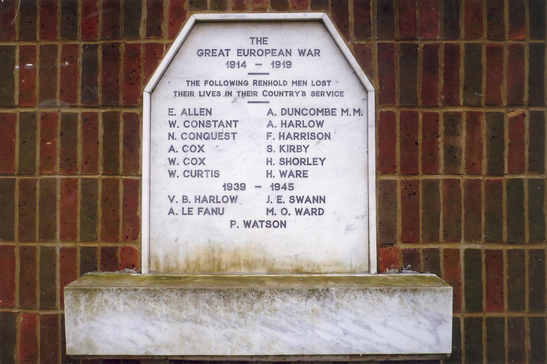 THE
GREAT EUROPEAN WAR
1914 - 1919
THE FOLLOWING RENHOLD MEN LOST
THEIR LIVES IN THEIR COUNTRY'S SERVICE
E. ALLEN A. DUNCOMBE M.M.
W. CONSTANT A. HARLOW
N. CONQUEST F. HARRISON
A. COX S. KIRBY
W. COX H. SHORLEY
W. CURTIS H. WARE
1939 - 1945
V. B. HARLOW J. E. SWANN
A. LE FANU M. O. WARD
P. WATSON